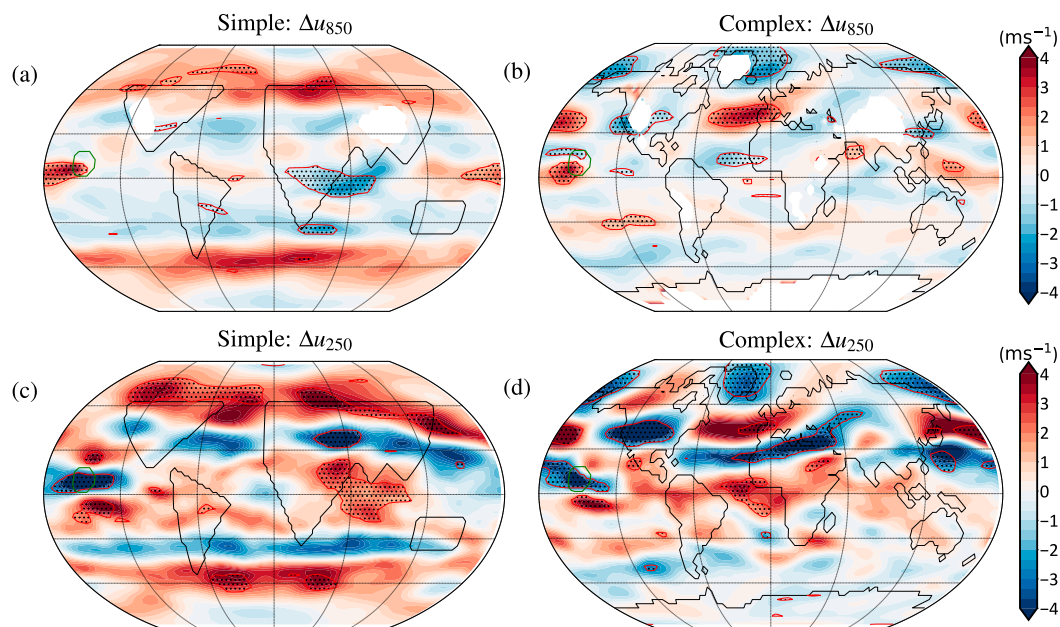 Simple: Δu850
Complex: Δu850
(ms⁻¹)
(a)
(b)
4
3
2
1
0
−1
−2
−3
−4
Simple: Δu250
Complex: Δu250
(ms⁻¹)
(c)
(d)
4
3
2
1
0
−1
−2
−3
−4